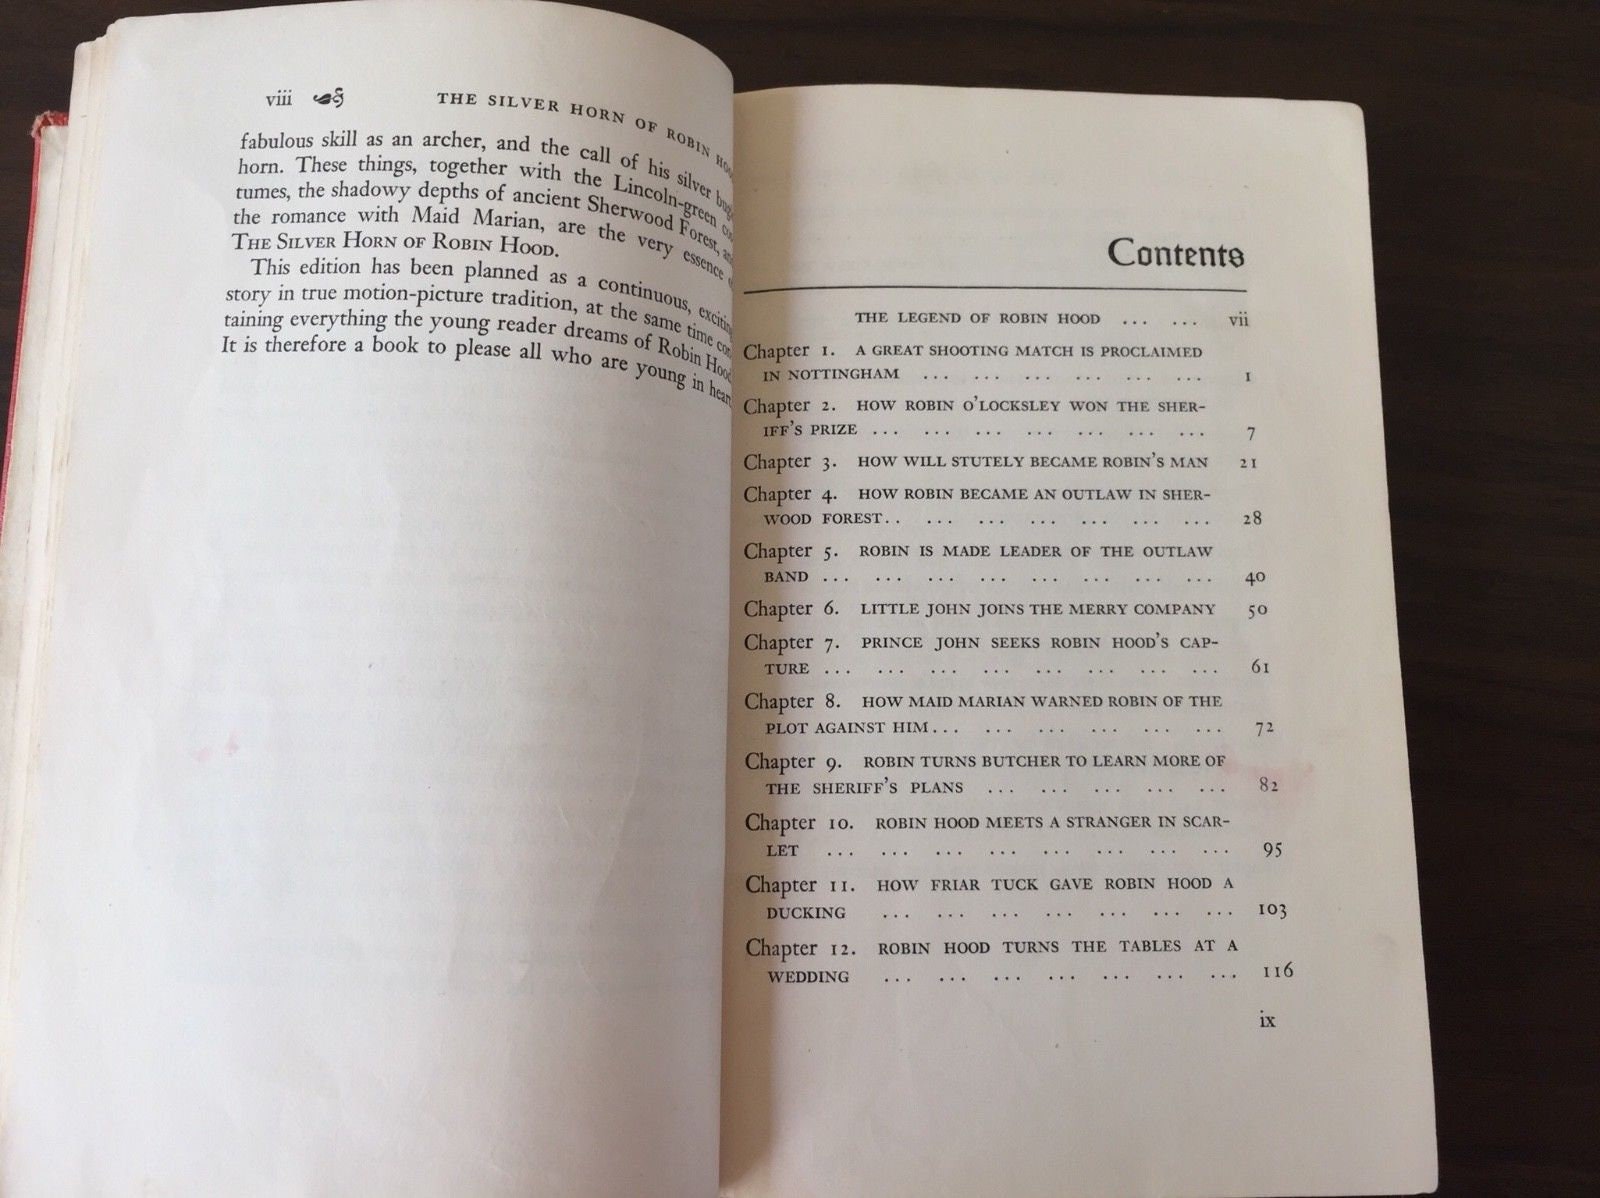 viii THE SILVER HORN OF ROBIN
fabulous skill as an archer, and the call of his silver
horn. These things, together with the Lincoln-green
tumes, the shadowy depths of ancient Sherwood Forest,
the romance with Maid Marian, are the very essence
THE SILVER HORN OF ROBIN HOOD.
This edition has been planned as a continuous,
story in true motion-picture tradition, at the same time
taining everything the young reader dreams of Robin
It is therefore a book to please all who are young in heart
Contents
THE LEGEND OF ROBIN HOOD ... ... vii
Chapter 1. A GREAT SHOOTING MATCH IS PROCLAIMED
IN NOTTINGHAM ... ... ... ... ... ... 1
Chapter 2. HOW ROBIN O'LOCKSLEY WON THE SHER-
IFF'S PRIZE ... ... ... ... ... ... ... 7
Chapter 3. HOW WILL STUTELY BECAME ROBIN'S MAN 21
Chapter 4. HOW ROBIN BECAME AN OUTLAW IN SHER-
WOOD FOREST.. ... ... ... ... ... ... 28
Chapter 5. ROBIN IS MADE LEADER OF THE OUTLAW
BAND ... ... ... ... ... ... ... ... 40
Chapter 6. LITTLE JOHN JOINS THE MERRY COMPANY 50
Chapter 7. PRINCE JOHN SEEKS ROBIN HOOD'S CAP-
TURE ... ... ... ... ... ... ... ... 61
Chapter 8. HOW MAID MARIAN WARNED ROBIN OF THE
PLOT AGAINST HIM... ... ... ... ... ... 72
Chapter 9. ROBIN TURNS BUTCHER TO LEARN MORE OF
THE SHERIFF'S PLANS ... ... ... ... ... 82
Chapter 10. ROBIN HOOD MEETS A STRANGER IN SCAR-
LET ... ... ... ... ... ... ... ... 95
Chapter 11. HOW FRIAR TUCK GAVE ROBIN HOOD A
DUCKING ... ... ... ... ... ... ... 103
Chapter 12. ROBIN HOOD TURNS THE TABLES AT A
WEDDING ... ... ... ... ... ... ... 116
ix